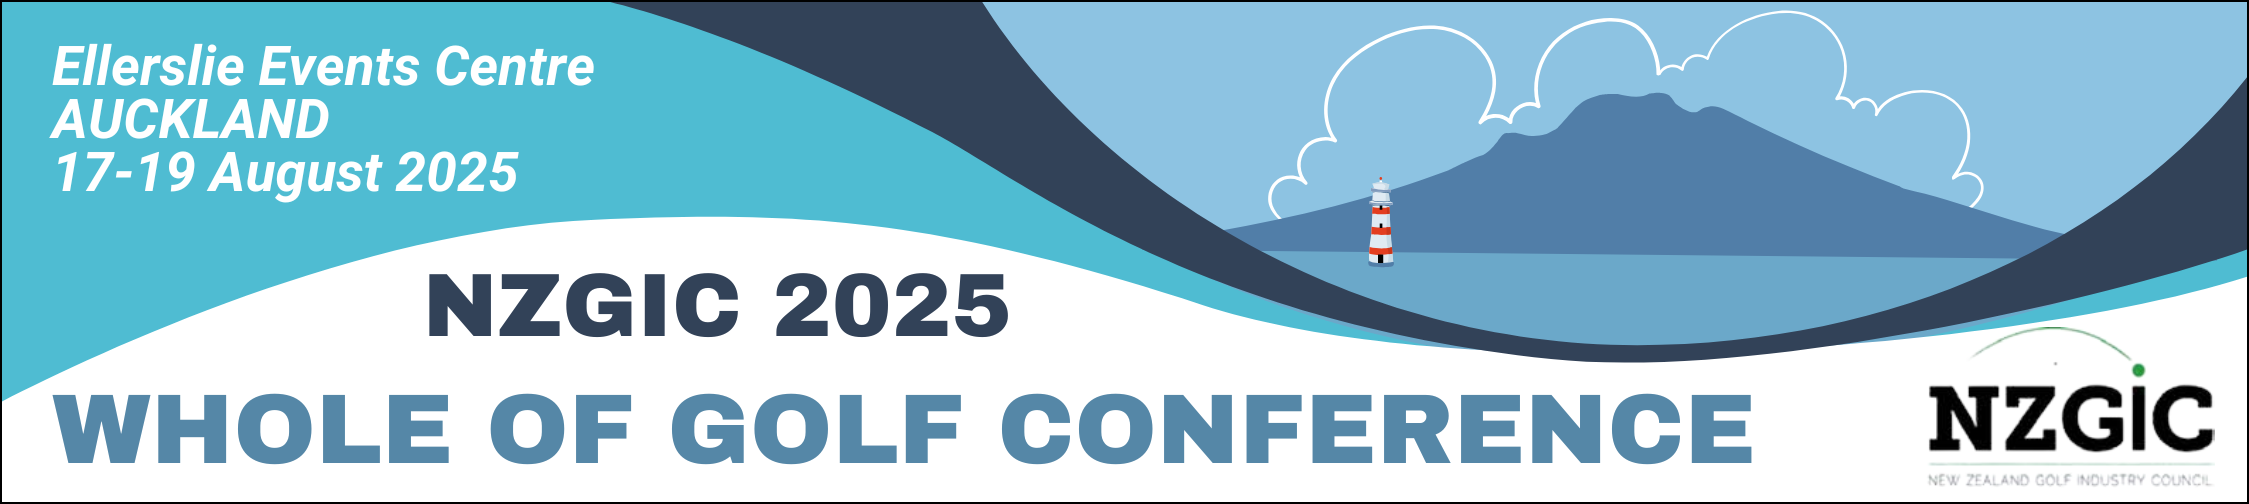 Ellerslie Events Centre
AUCKLAND
17-19 August 2025
NZGIC 2025
WHOLE OF GOLF CONFERENCE
NZGIC
NEW ZEALAND GOLF INDUSTRY COUNCIL